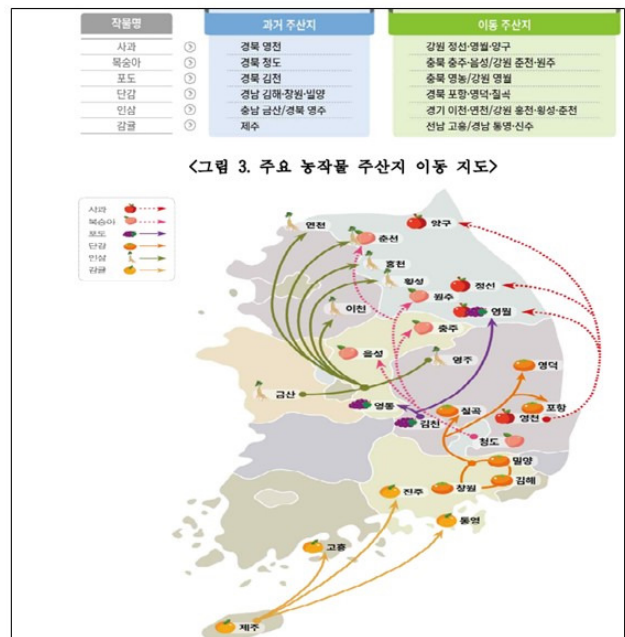 작물명 과거 주산지 이동 주산지
사과 경북 영천 강원 정선·영월·양구
복숭아 경북 청도 충북 충주·음성/강원 춘천·원주
포도 경북 김천 충북 영동/강원 영월
단감 경남 김해·창원·밀양 경북 포항·영덕·칠곡
인삼 충남 금산/경북 영주 경기 이천·연천/강원 홍천·횡성·춘천
감귤 제주 전남 고흥/경남 통영·진주
<그림 3. 주요 농작물 주산지 이동 지도>
사과
복숭아
포도
단감
인삼
감귤
연천
춘천
양구
홍천
횡성
정선
원주
이천
영월
충주
음성
영주
영덕
금산
영동
칠곡
포항
김천
영천
청도
밀양
창원
김해
진주
통영
고흥
제주